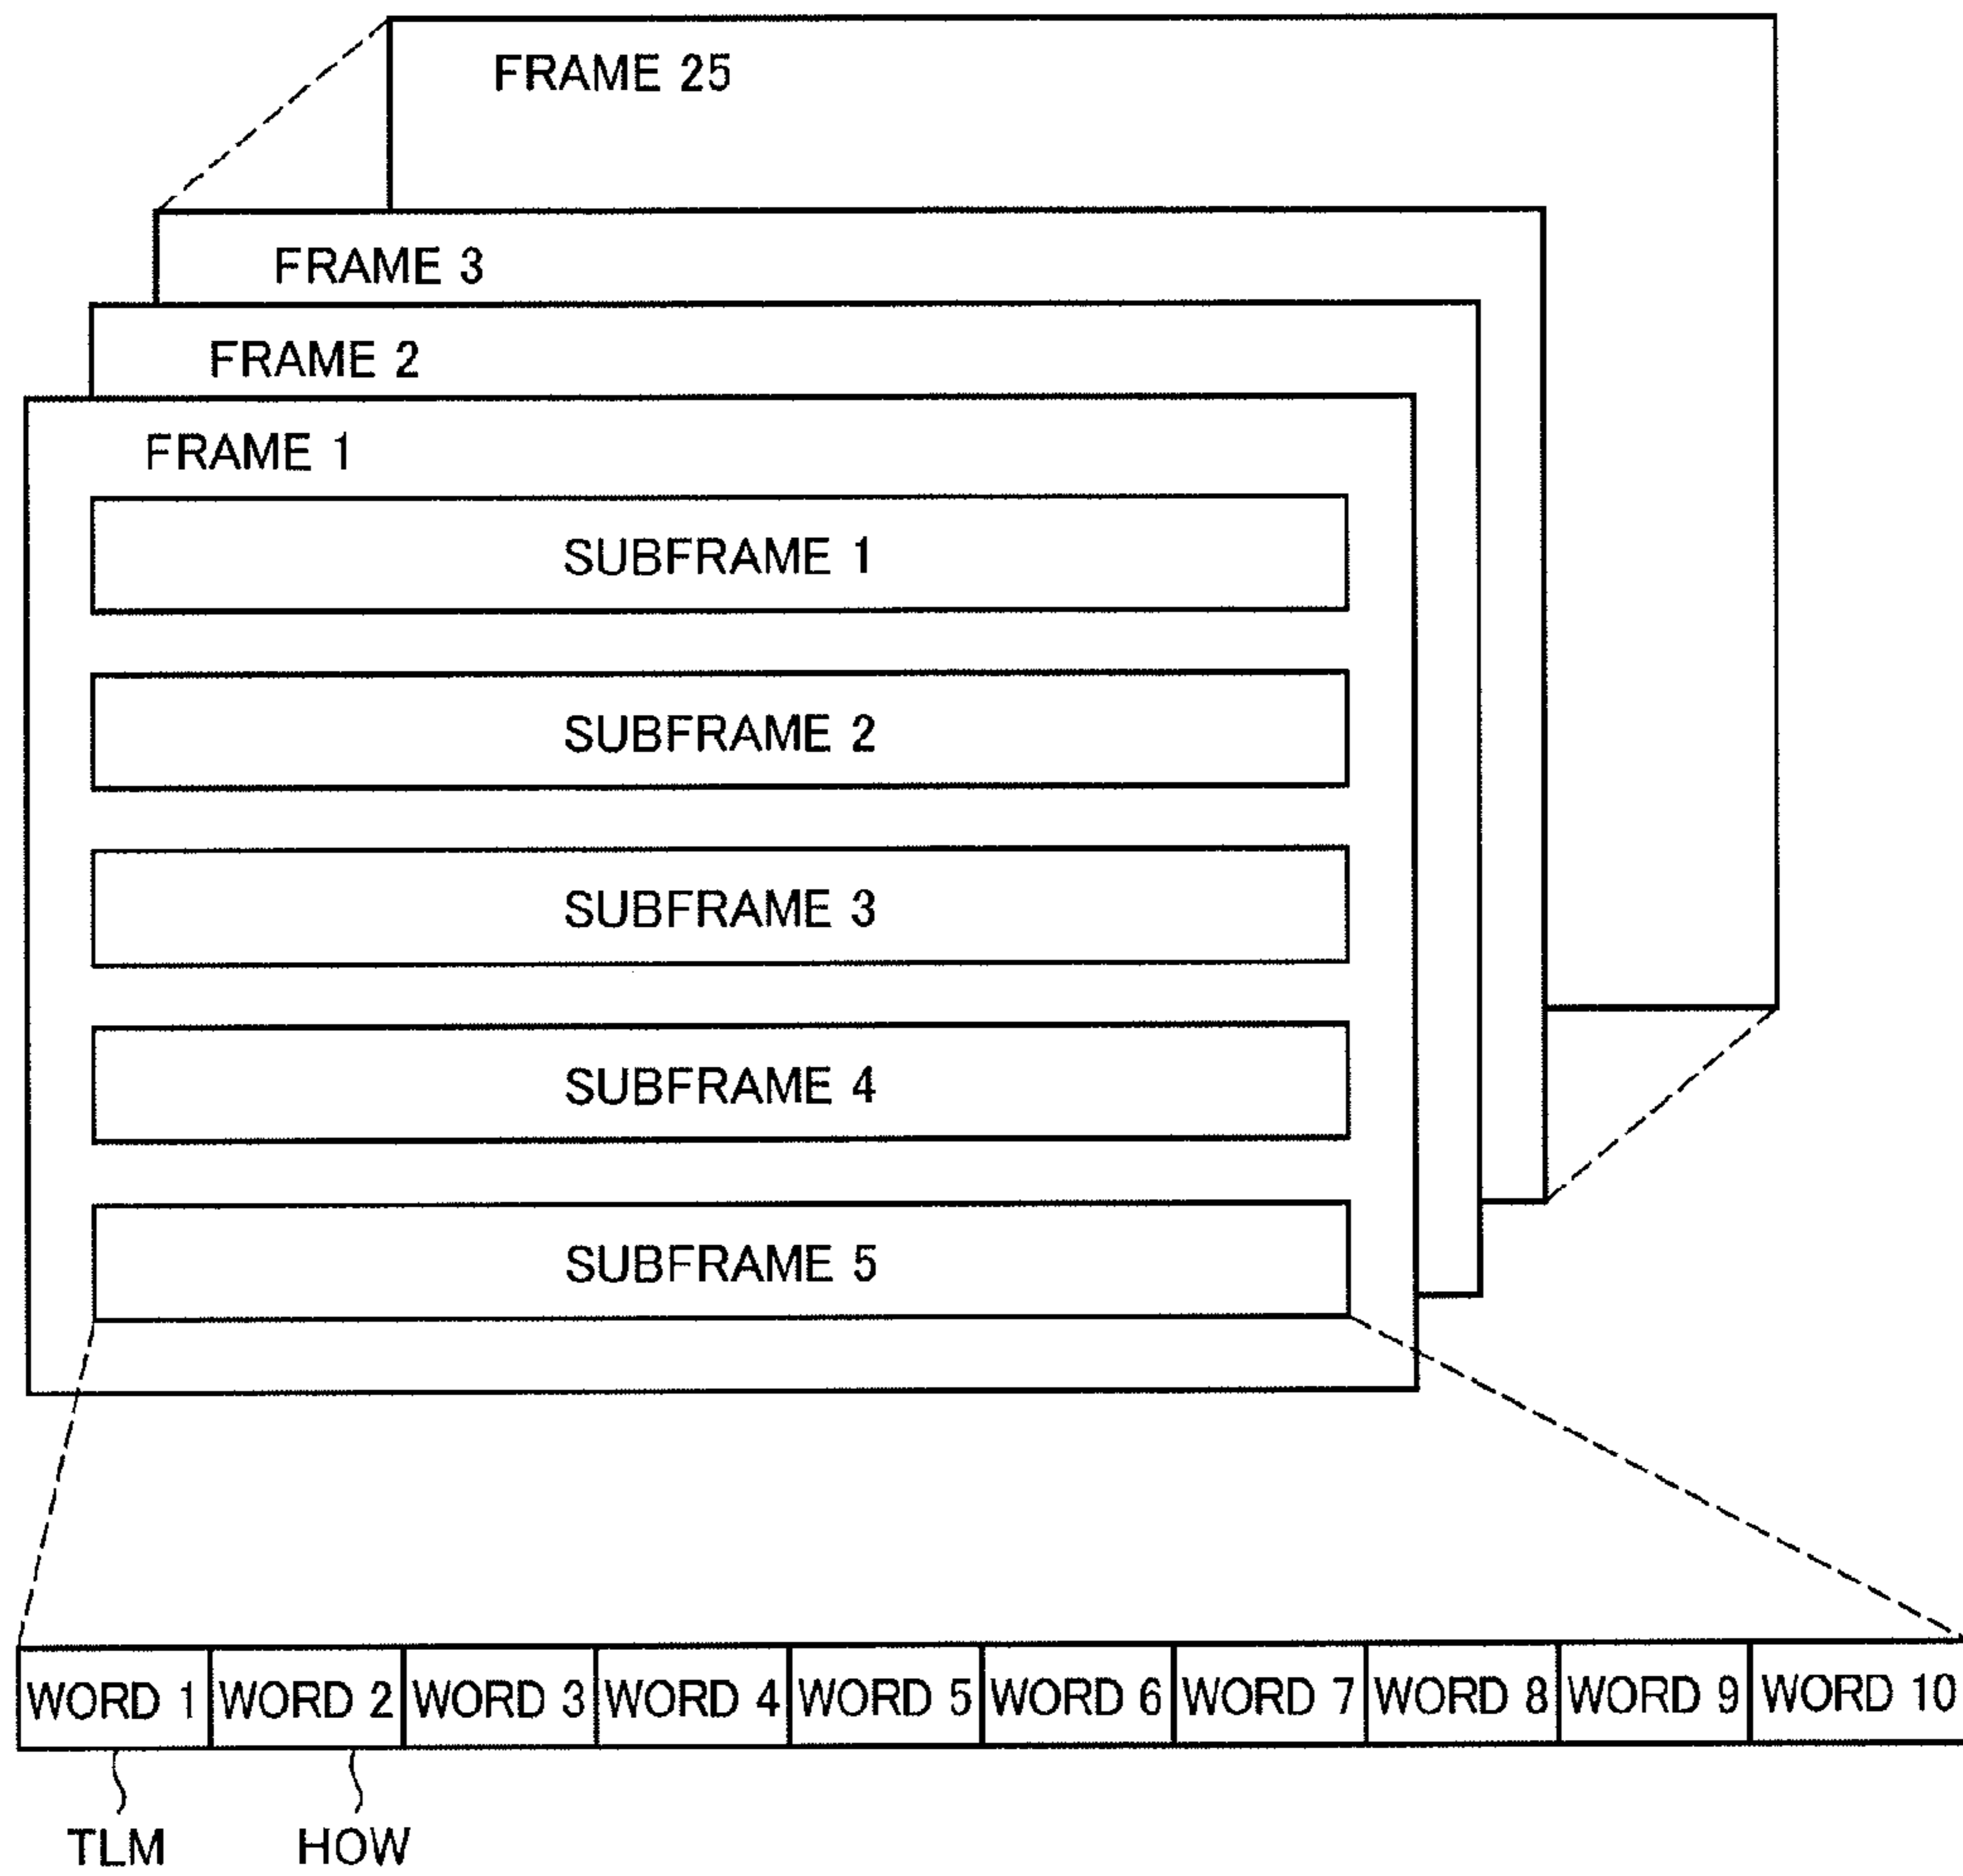 FRAME 25
FRAME 3
FRAME 2
FRAME 1
SUBFRAME 1
SUBFRAME 2
SUBFRAME 3
SUBFRAME 4
SUBFRAME 5
WORD 1 WORD 2 WORD 3 WORD 4 WORD 5 WORD 6 WORD 7 WORD 8 WORD 9 WORD 10
TLM HOW